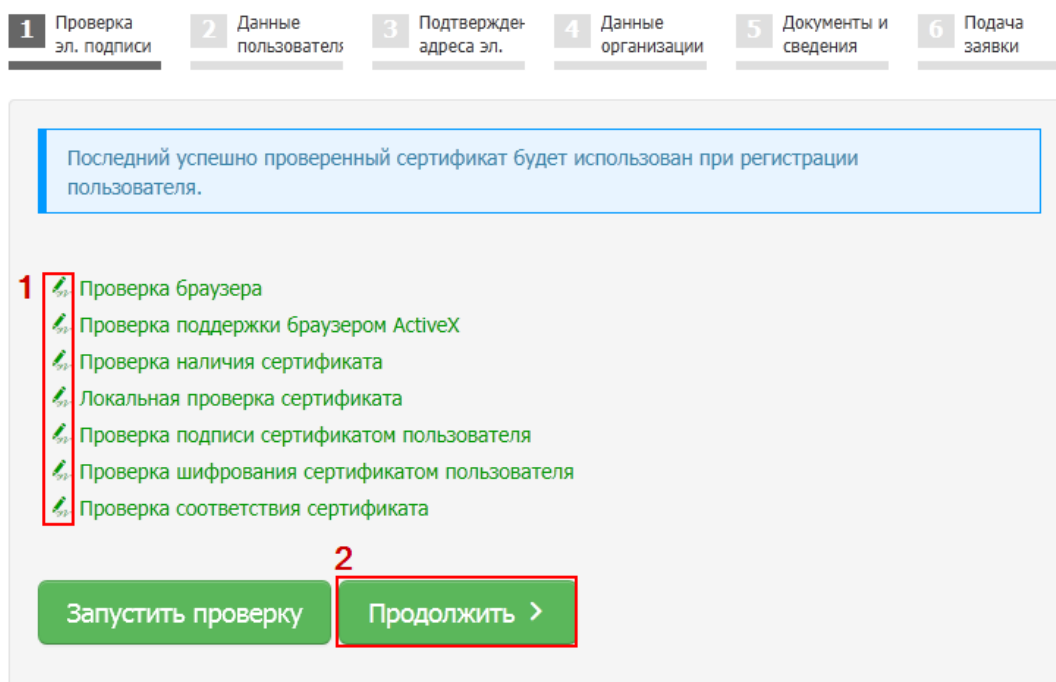 1 Проверка эл. подписи
2 Данные пользователя
3 Подтвержден адреса эл.
4 Данные организации
5 Документы и сведения
6 Подача заявки
Последний успешно проверенный сертификат будет использован при регистрации
пользователя.
1
Проверка браузера
Проверка поддержки браузером ActiveX
Проверка наличия сертификата
Локальная проверка сертификата
Проверка подписи сертификатом пользователя
Проверка шифрования сертификатом пользователя
Проверка соответствия сертификата
2
Запустить проверку
Продолжить >